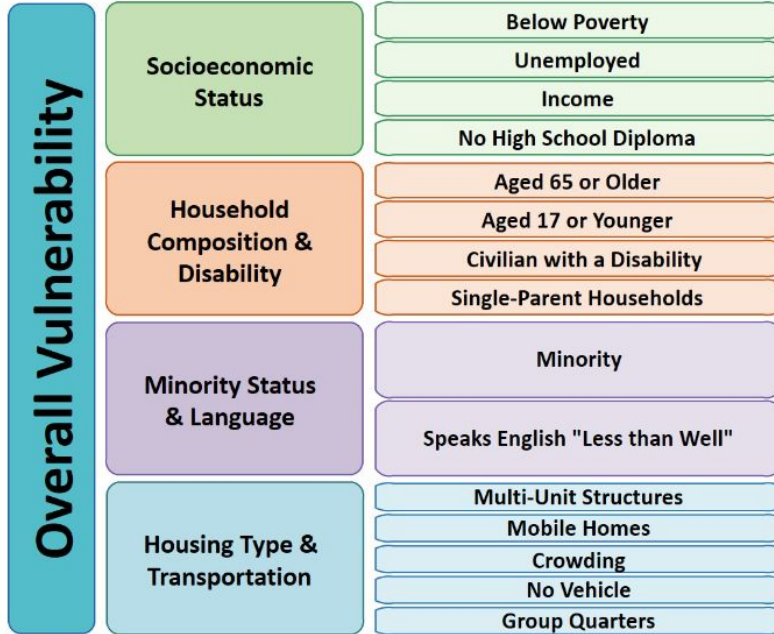 Overall Vulnerability
Socioeconomic
Status
Below Poverty
Unemployed
Income
No High School Diploma
Household
Composition &
Disability
Aged 65 or Older
Aged 17 or Younger
Civilian with a Disability
Single-Parent Households
Minority Status
& Language
Minority
Speaks English "Less than Well"
Housing Type &
Transportation
Multi-Unit Structures
Mobile Homes
Crowding
No Vehicle
Group Quarters